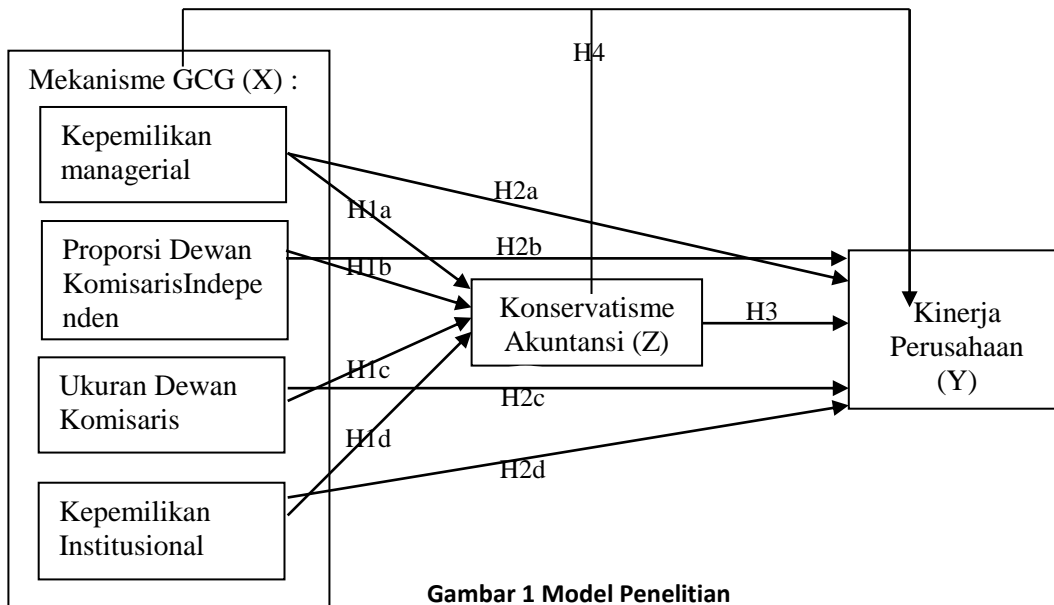 H4
Mekanisme GCG (X) :
Kepemilikan
managerial
H1a
H2a
Proporsi Dewan
KomisarisIndepe
nden
H1b
H2b
Konservatisme
Akuntansi (Z)
H3
Kinerja
Perusahaan
(Y)
Ukuran Dewan
Komisaris
H1c
H2c
H1d
H2d
Kepemilikan
Institusional
Gambar 1 Model Penelitian